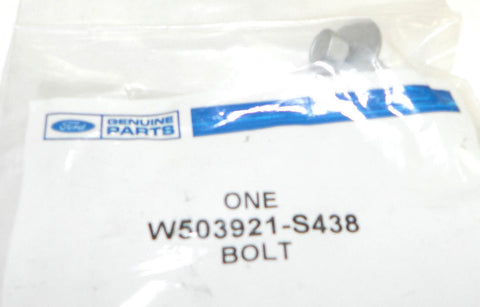 Ford
GENUINE
PARTS
ONE
W503921-S438
BOLT